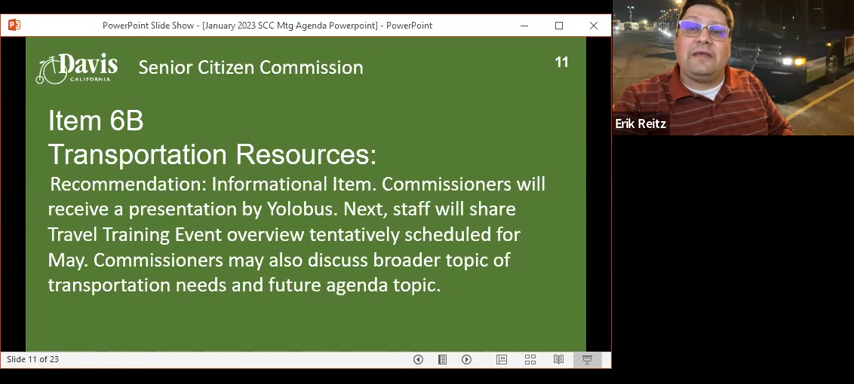 PowerPoint Slide Show - [January 2023 SCC Mtg Agenda Powerpoint] - PowerPoint
Davis
CALIFORNIA
Senior Citizen Commission
11
Item 6B
Transportation Resources:
Recommendation: Informational Item. Commissioners will
receive a presentation by Yolobus. Next, staff will share
Travel Training Event overview tentatively scheduled for
May. Commissioners may also discuss broader topic of
transportation needs and future agenda topic.
Slide 11 of 23
Erik Reitz